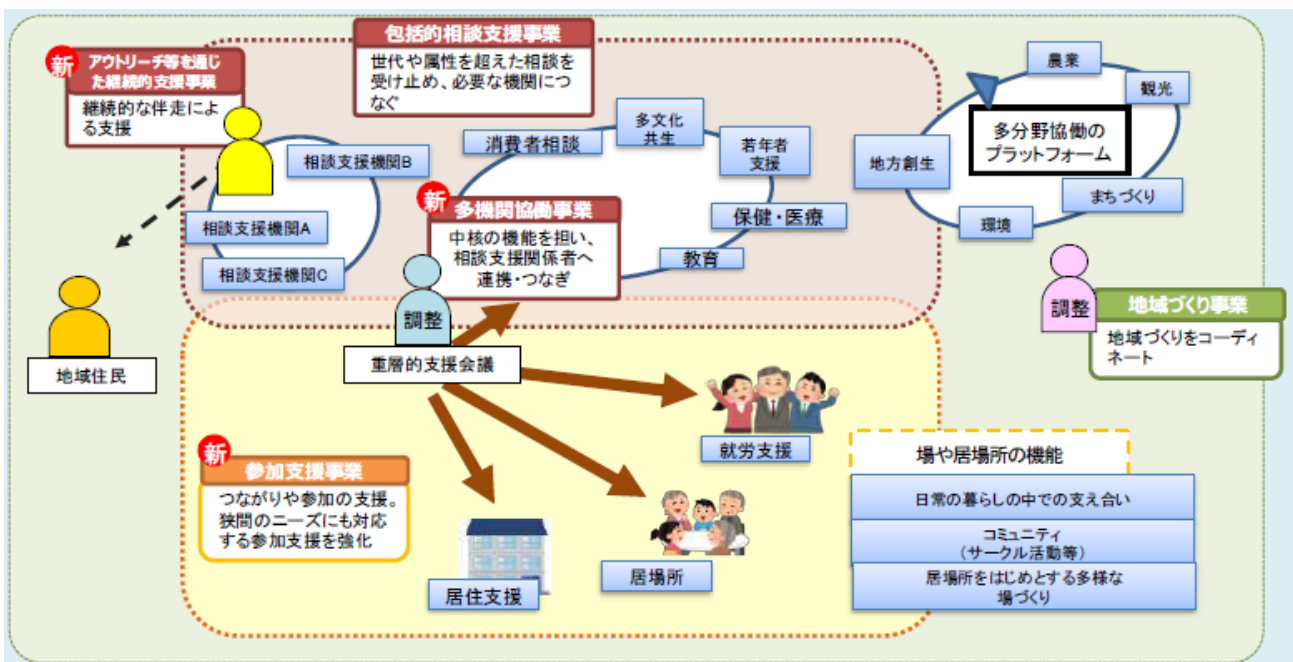 包括的相談支援事業
世代や属性を超えた相談を
受け止め、必要な機関につ
なぐ
新
アウトリーチ等を通じ
た継続的支援事業
継続的な伴走によ
る支援
相談支援機関B
相談支援機関A
相談支援機関C
消費者相談
多文化
共生
若年者
支援
保健・医療
教育
新
多機関協働事業
中核の機能を担い、
相談支援関係者へ
連携・つなぎ
調整
重層的支援会議
農業
観光
多分野協働の
プラットフォーム
地方創生
まちづくり
環境
調整
地域づくり事業
地域づくりをコーディ
ネート
地域住民
新
参加支援事業
つながりや参加の支援。
狭間のニーズにも対応
する参加支援を強化
就労支援
居場所
居住支援
場や居場所の機能
日常の暮らしの中での支え合い
コミュニティ
（サークル活動等）
居場所をはじめとする多様な
場づくり